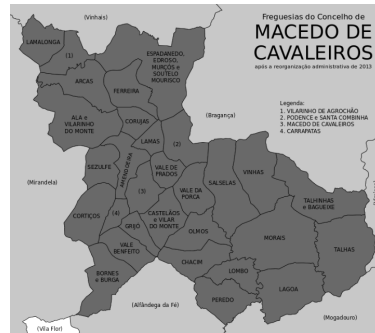 Freguesias do Concelho de
MACEDO DE
CAVALEIROS
após a reorganização administrativa de 2013
Legenda:
1. VILARINHO DE AGROCHÃO
2. PODENCE e SANTA COMBINHA
3. MACEDO DE CAVALEIROS
4. CARRAPATAS
(Vinhais)
LAMALONGA
(1)
ESPADANEDO,
EDROSO,
MURÇÓS e
SOUTELO
MOURISCO
ARCAS
FERREIRA
ALA e
VILARINHO
DO MONTE
CORUJAS
(Bragança)
LAMAS
(2)
SEZULFE
AMENDOEIRA
VALE DE
PRADOS
(Mirandela)
(3)
VALE DA
PORCA
SALSELAS
VINHAS
TALHINHAS
e BAGUEIXE
CORTIÇOS
(4)
GRIJÓ
CASTELÃOS
e VILAR
DO MONTE
OLMOS
MORAIS
VALE
BENFEITO
CHACIM
TALHAS
BORNES
e BURGA
LOMBO
LAGOA
PEREDO
(Alfândega da Fé)
(Vila Flor)
(Mogadouro)